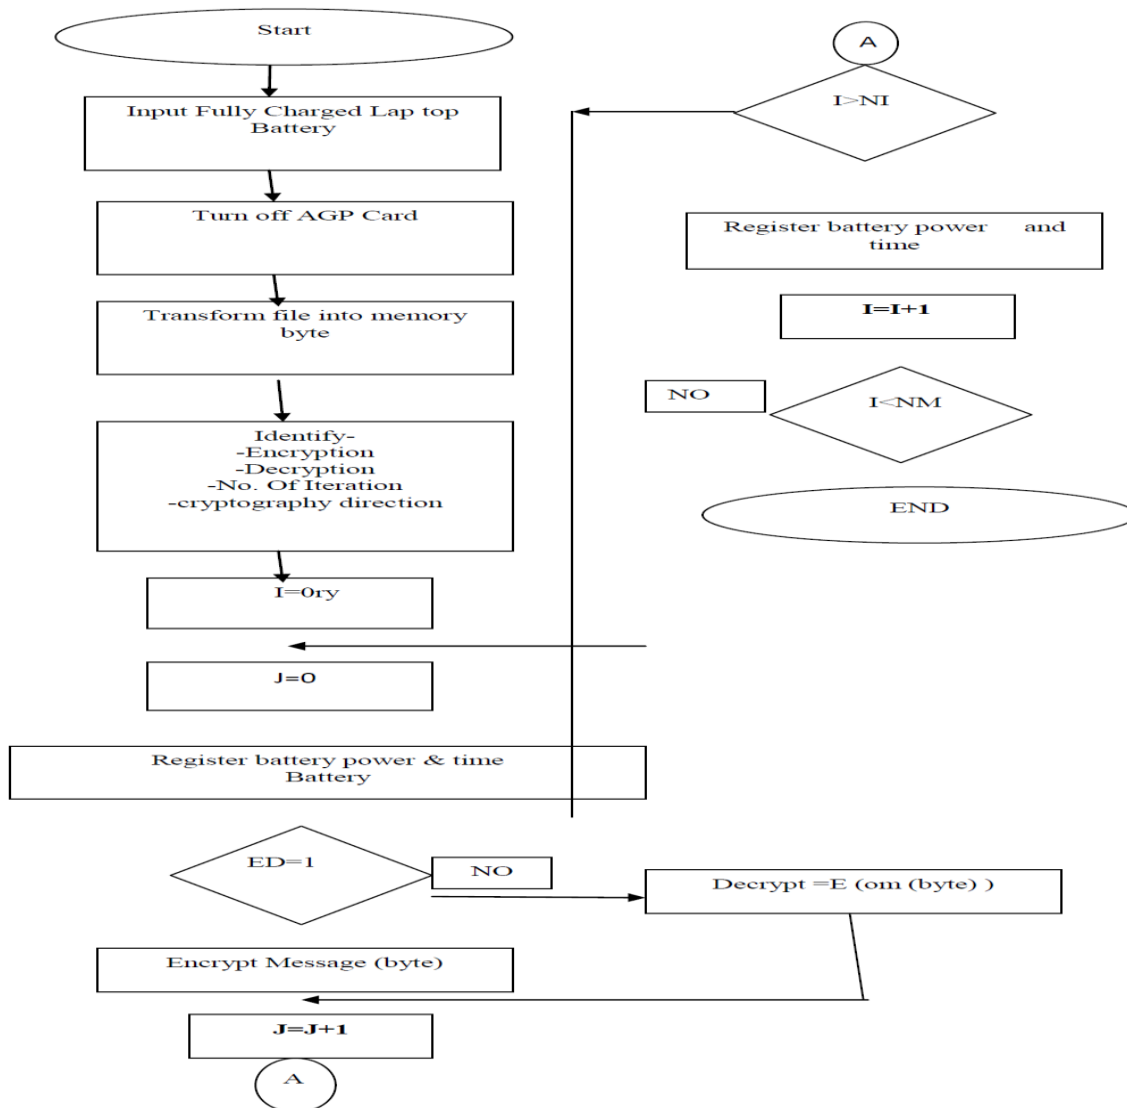 Start
Input Fully Charged Lap top
Battery
Turn off AGP Card
Transform file into memory
byte
Identify-
-Encryption
-Decryption
-No. Of Iteration
-cryptography direction
I=0ry
J=0
Register battery power & time
Battery
ED=1
NO
Decrypt =E (om (byte) )
Encrypt Message (byte)
J=J+1
A
A
I>NI
Register battery power and
time
I=I+1
NO
I<NM
END